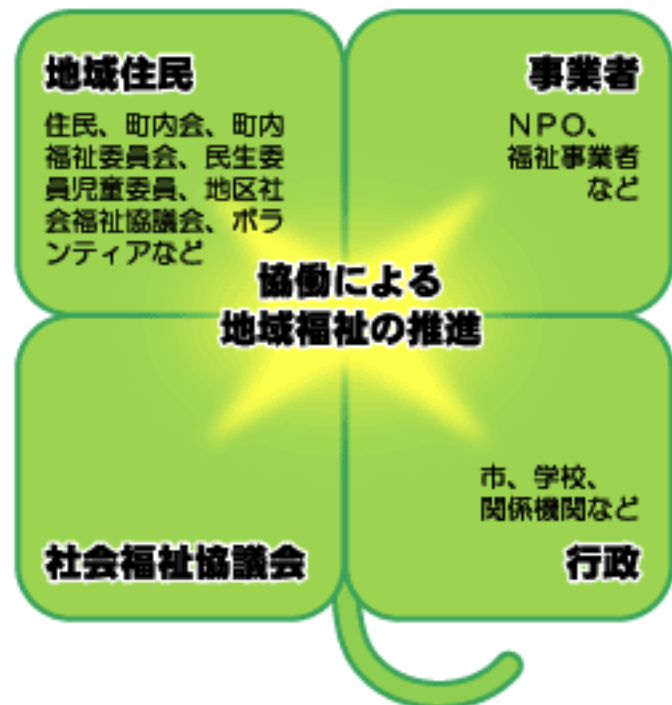 地域住民
住民、町内会、町内
福祉委員会、民生委
員児童委員、地区社
会福祉協議会、ボラ
ンティアなど
事業者
ＮＰＯ、
福祉事業者
など
協働による
地域福祉の推進
社会福祉協議会
市、学校、
関係機関など
行政